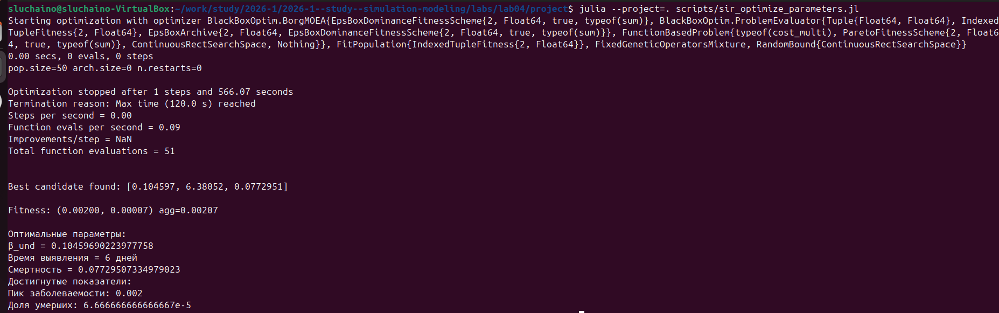 sluchaino@sluchaino-VirtualBox:~/work/study/2026-1/2026-1--study--simulation-modeling/labs/lab04/project$ julia --project=. scripts/sir_optimize_parameters.jl
Starting optimization with optimizer BlackBoxOptim.BorgMOEA{EpsBoxDominanceFitnessScheme{2, Float64, true, typeof(sum)}, BlackBoxOptim.ProblemEvaluator{Tuple{Float64, Float64}, Indexed
TupleFitness{2, Float64}, EpsBoxArchive{2, Float64, EpsBoxDominanceFitnessScheme{2, Float64, true, typeof(sum)}}, FunctionBasedProblem{typeof(cost_multi), ParetoFitnessScheme{2, Float6
4, true, typeof(sum)}, ContinuousRectSearchSpace, Nothing}}, FitPopulation{IndexedTupleFitness{2, Float64}}, FixedGeneticOperatorsMixture, RandomBound{ContinuousRectSearchSpace}}
0.00 secs, 0 evals, 0 steps
pop.size=50 arch.size=0 n.restarts=0
Optimization stopped after 1 steps and 566.07 seconds
Termination reason: Max time (120.0 s) reached
Steps per second = 0.00
Function evals per second = 0.09
Improvements/step = NaN
Total function evaluations = 51
Best candidate found: [0.104597, 6.38052, 0.0772951]
Fitness: (0.00200, 0.00007) agg=0.00207
Оптимальные параметры:
β_und = 0.10459690223977758
Время выявления = 6 дней
Смертность = 0.07729507334979023
Достигнутые показатели:
Пик заболеваемости: 0.002
Доля умерших: 6.666666666666667e-5